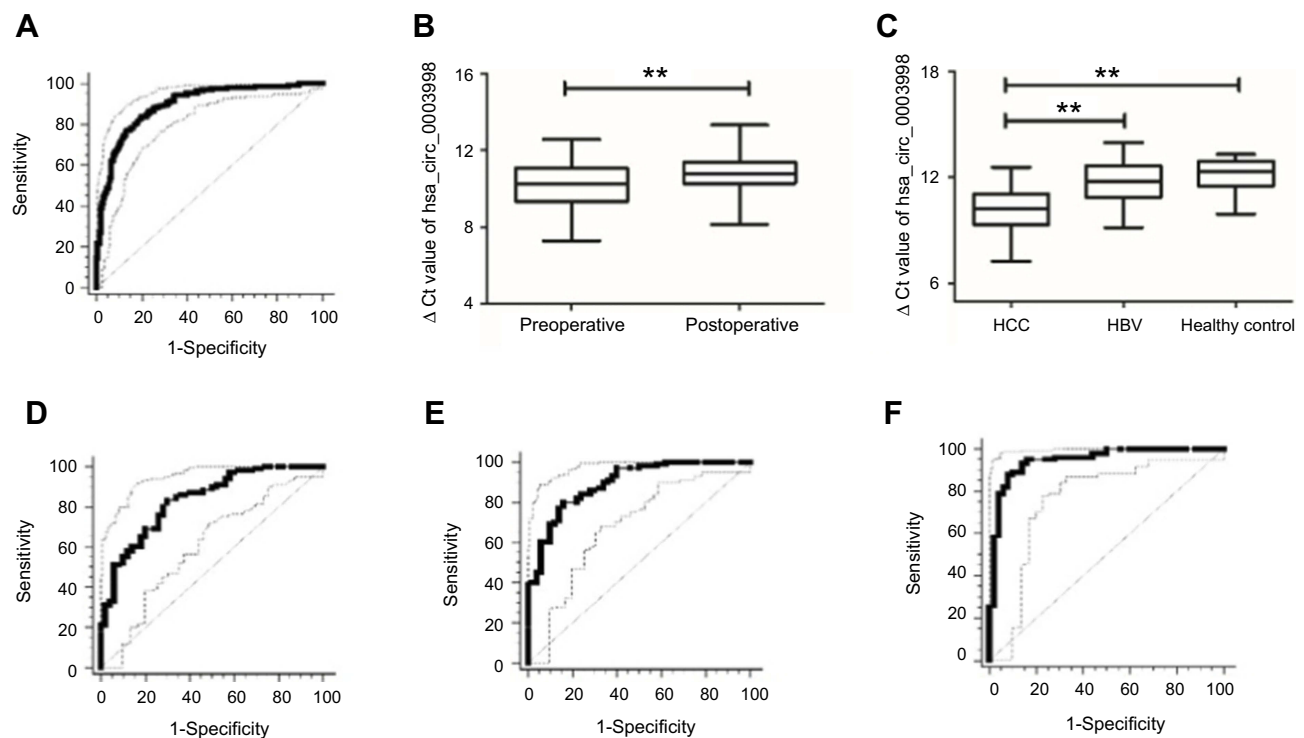 A
100
80
60
40
20
0
Sensitivity
0 20 40 60 80 100
1-Specificity
B
16
12
8
4
Δ Ct value of hsa_circ_0003998
**
Preoperative Postoperative
C
18
12
6
Δ Ct value of hsa_circ_0003998
**
**
HCC HBV Healthy control
D
100
80
60
40
20
0
Sensitivity
0 20 40 60 80 100
1-Specificity
E
100
80
60
40
20
0
Sensitivity
0 20 40 60 80 100
1-Specificity
F
100
80
60
40
20
0
Sensitivity
0 20 40 60 80 100
1-Specificity